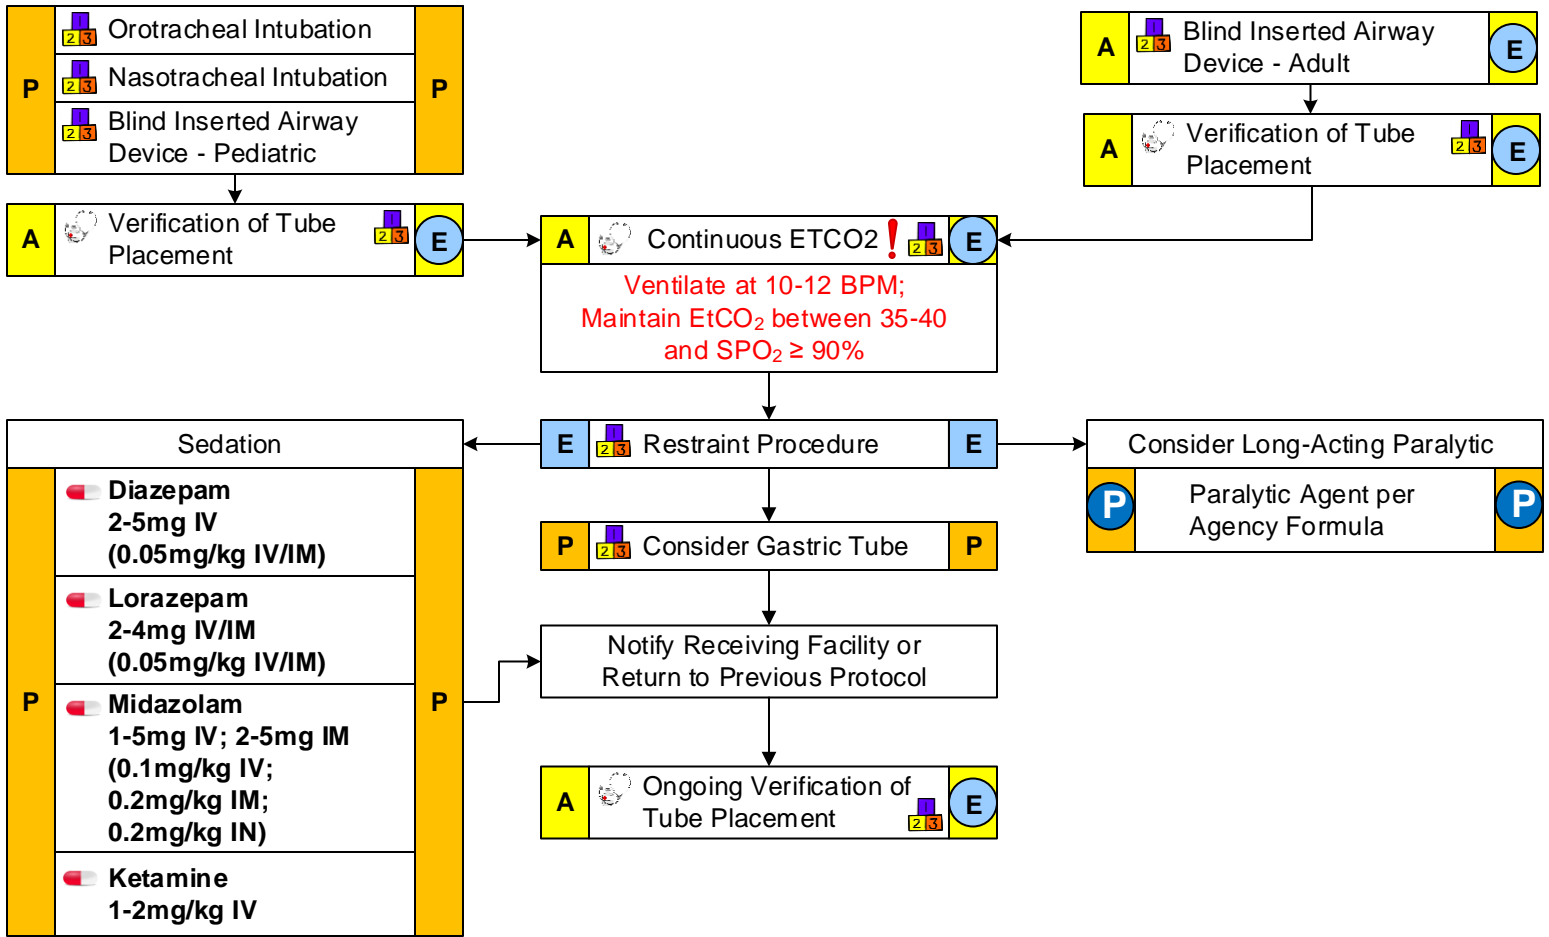 P
Orotracheal Intubation
Nasotracheal Intubation
Blind Inserted Airway
Device - Pediatric
P
A
Verification of Tube
Placement
E
A
Blind Inserted Airway
Device - Adult
E
A
Verification of Tube
Placement
E
A
Continuous ETCO2
E
Ventilate at 10-12 BPM;
Maintain EtCO₂ between 35-40
and SPO₂ ≥ 90%
E
Restraint Procedure
E
Sedation
P
Diazepam
2-5mg IV
(0.05mg/kg IV/IM)
Lorazepam
2-4mg IV/IM
(0.05mg/kg IV/IM)
Midazolam
1-5mg IV; 2-5mg IM
(0.1mg/kg IV;
0.2mg/kg IM;
0.2mg/kg IN)
Ketamine
1-2mg/kg IV
P
Consider Long-Acting Paralytic
P
Paralytic Agent per
Agency Formula
P
P
Consider Gastric Tube
P
Notify Receiving Facility or
Return to Previous Protocol
A
Ongoing Verification of
Tube Placement
E